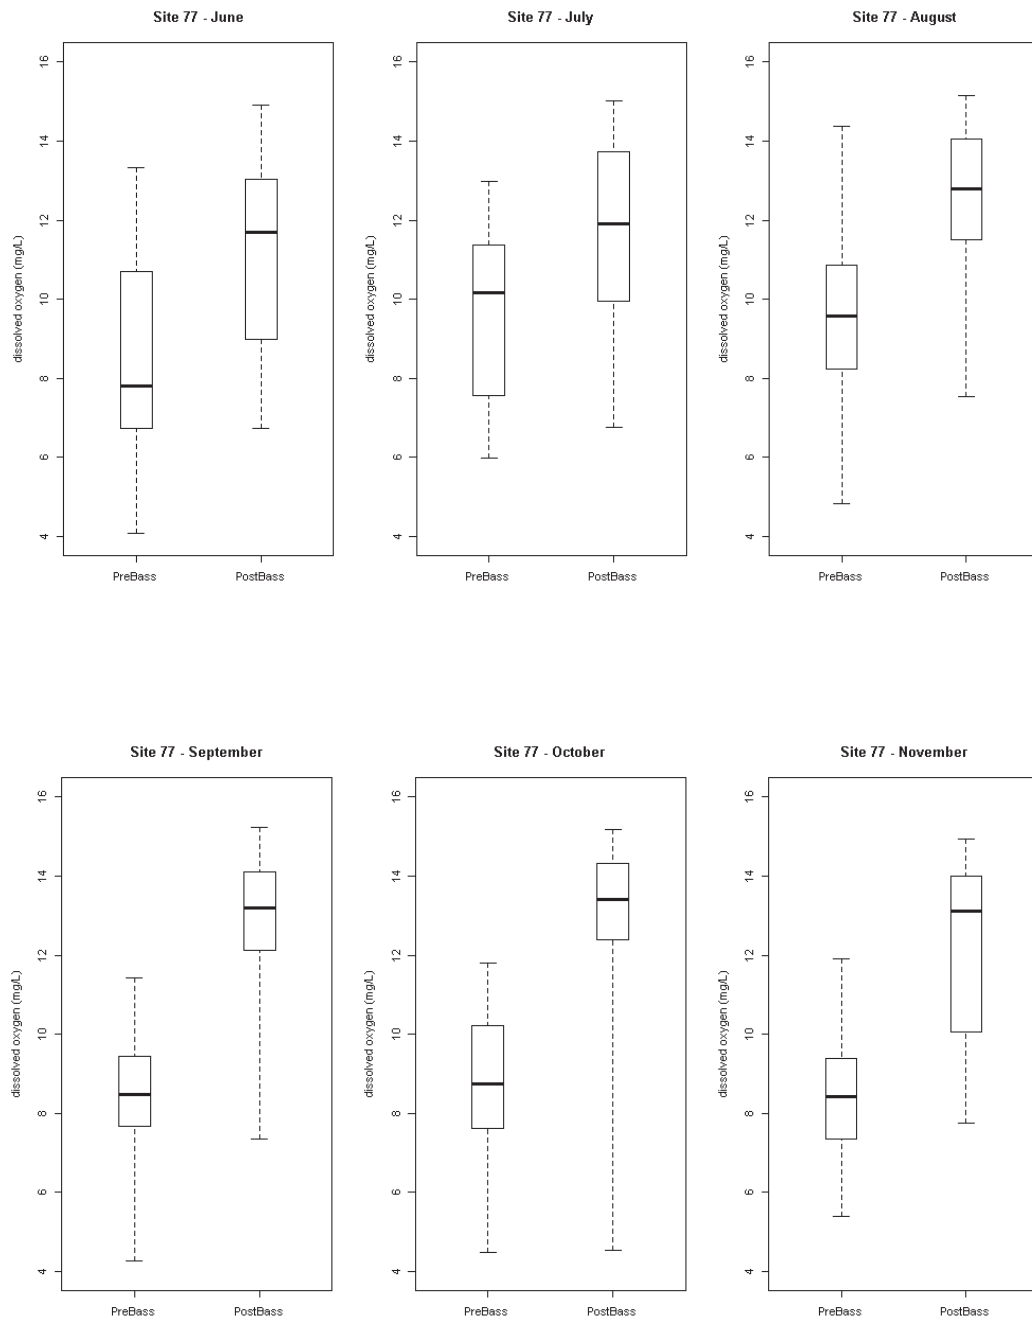 Site 77 - June
16
14
12
10
8
6
4
dissolved oxygen (mg/L)
PreBass PostBass
Site 77 - July
16
14
12
10
8
6
4
dissolved oxygen (mg/L)
PreBass PostBass
Site 77 - August
16
14
12
10
8
6
4
dissolved oxygen (mg/L)
PreBass PostBass
Site 77 - September
16
14
12
10
8
6
4
dissolved oxygen (mg/L)
PreBass PostBass
Site 77 - October
16
14
12
10
8
6
4
dissolved oxygen (mg/L)
PreBass PostBass
Site 77 - November
16
14
12
10
8
6
4
dissolved oxygen (mg/L)
PreBass PostBass